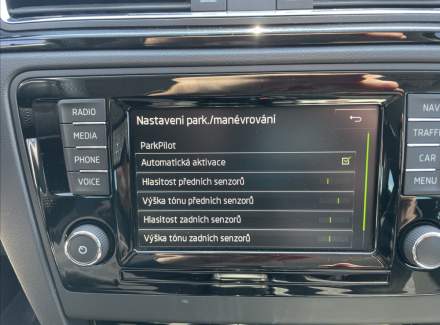 Nastavení park./manévrování
ParkPilot
Automatická aktivace
Hlasitost předních senzorů
Výška tónu předních senzorů
Hlasitost zadních senzorů
Výška tónu zadních senzorů
RADIO
MEDIA
PHONE
VOICE
NAV
TRAFFI
CAR
MENU